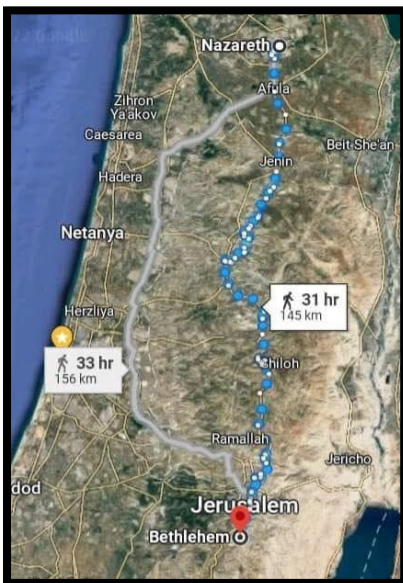 Nazareth
Afula
Zihron
Ya'akov
Caesarea
Beit-She'an
Jenin
Hadera
Netanya
31 hr
145 km
Herzliya
33 hr
156 km
Shiloh
Ramallah
Jericho
dod
Jerusalem
Bethlehem